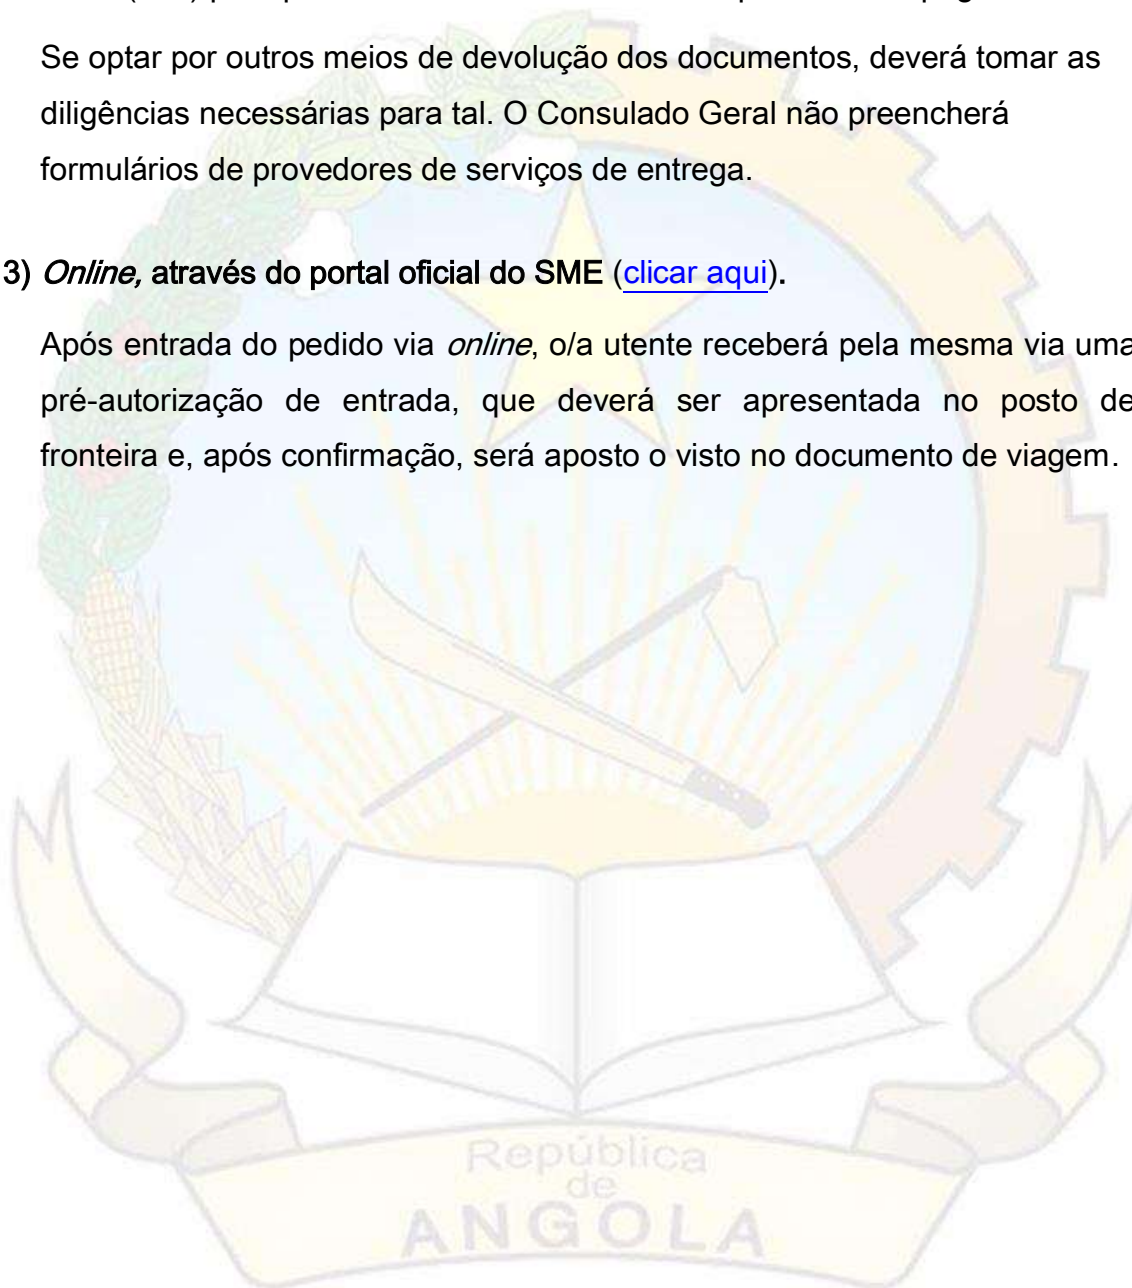 Se optar por outros meios de devolução dos documentos, deverá tomar as
diligências necessárias para tal. O Consulado Geral não preencherá
formulários de provedores de serviços de entrega.
3) Online, através do portal oficial do SME (clicar aqui).
Após entrada do pedido via online, o/a utente receberá pela mesma via uma
pré-autorização de entrada, que deverá ser apresentada no posto de
fronteira e, após confirmação, será aposto o visto no documento de viagem.
República
de
ANGOLA